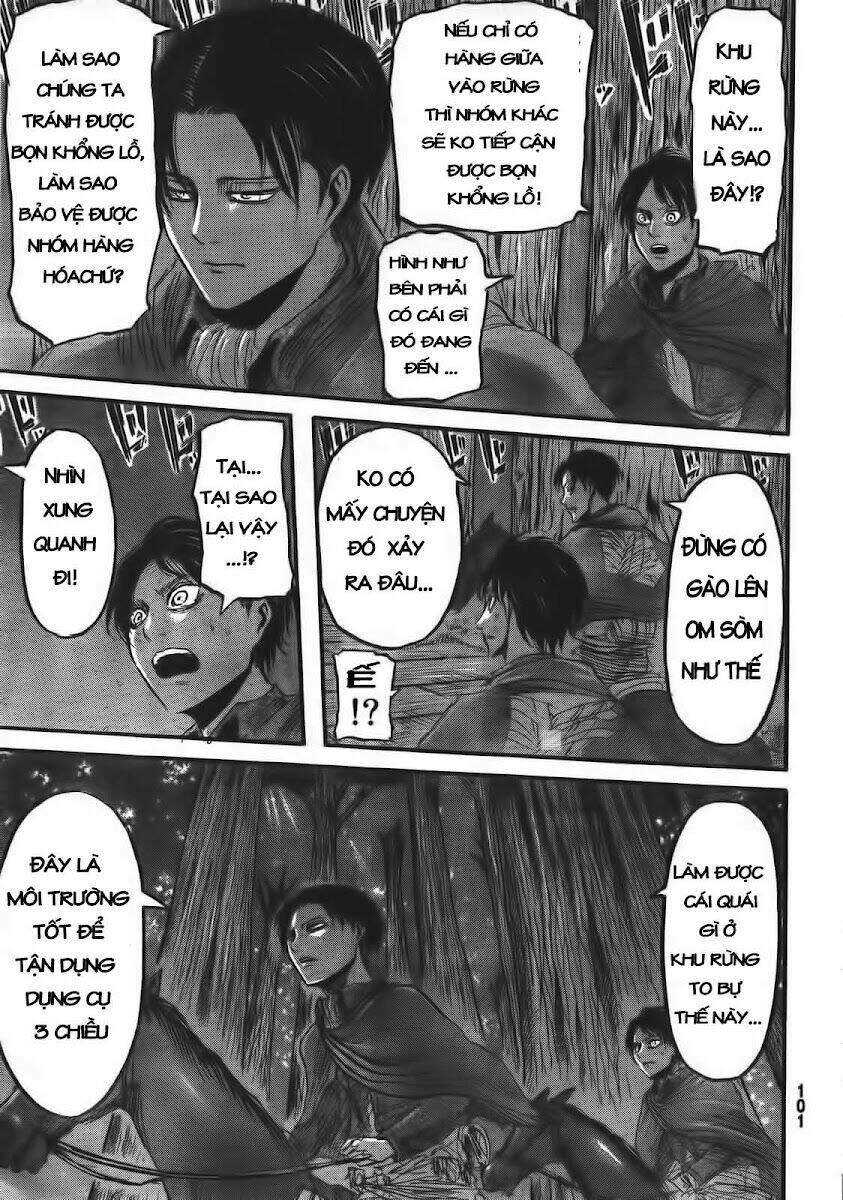 KHU
RỪNG
NÀY...
LÀ SAO
ĐÂY!?
NẾU CHỈ CÓ
HÀNG GIỮA
VÀO RỪNG
THÌ NHÓM KHÁC
SẼ KO TIẾP CẬN
ĐƯỢC BỌN
KHỔNG LỒ!
HÌNH NHƯ
BÊN PHẢI
CÓ CÁI GÌ
ĐÓ ĐANG
ĐẾN ...
LÀM SAO
CHÚNG TA
TRÁNH ĐƯỢC
BỌN KHỔNG LỒ,
LÀM SAO
BẢO VỆ ĐƯỢC
NHÓM HÀNG
HÓACHỨ?
ĐỪNG CÓ
GÀO LÊN
OM SÒM
NHƯ THẾ
KO CÓ
MẤY CHUYỆN
ĐÓ XẢY
RA ĐÂU...
Ế
!?
TẠI...
TẠI SAO
LẠI VẬY
...!?
NHÌN
XUNG
QUANH
ĐI!
LÀM ĐƯỢC
CÁI QUÁI
GÌ Ở
KHU RỪNG
TO BỰ
THẾ NÀY...
ĐÂY LÀ
MÔI TRƯỜNG
TỐT ĐỂ
TẬN DỤNG
DỤNG CỤ
3 CHIỀU
101